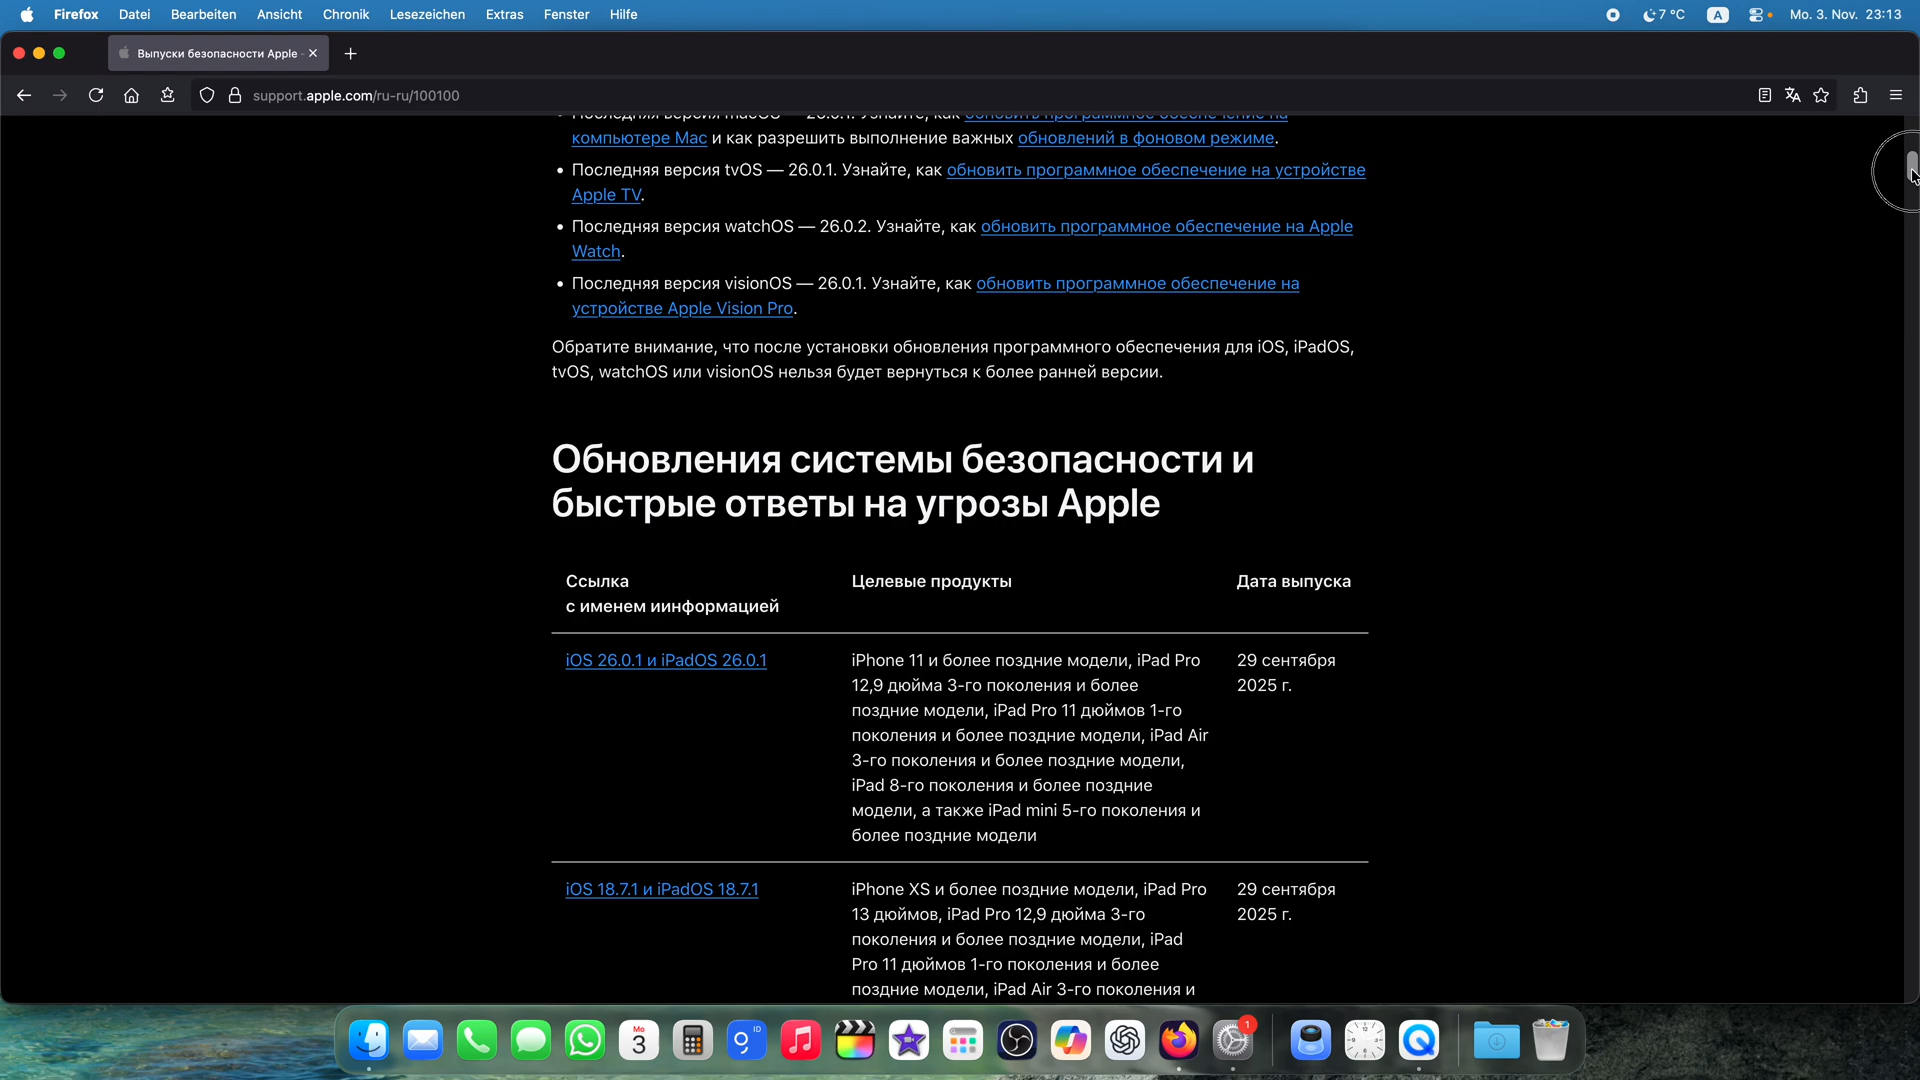 Firefox Datei Bearbeiten Ansicht Chronik Lesezeichen Extras Fenster Hilfe 7 °C A Mo. 3. Nov. 23:13
Выпуски безопасности Apple -
support.apple.com/ru-ru/100100
компьютере Mac и как разрешить выполнение важных обновлений в фоновом режиме.
• Последняя версия tvOS — 26.0.1. Узнайте, как обновить программное обеспечение на устройстве
Apple TV.
• Последняя версия watchOS — 26.0.2. Узнайте, как обновить программное обеспечение на Apple
Watch.
• Последняя версия visionOS — 26.0.1. Узнайте, как обновить программное обеспечение на
устройстве Apple Vision Pro.
Обратите внимание, что после установки обновления программного обеспечения для iOS, iPadOS,
tvOS, watchOS или visionOS нельзя будет вернуться к более ранней версии.
Обновления системы безопасности и
быстрые ответы на угрозы Apple
Ссылка Целевые продукты Дата выпуска
с именем иинформацией
iOS 26.0.1 и iPadOS 26.0.1 iPhone 11 и более поздние модели, iPad Pro 29 сентября
12,9 дюйма 3-го поколения и более 2025 г.
поздние модели, iPad Pro 11 дюймов 1-го
поколения и более поздние модели, iPad Air
3-го поколения и более поздние модели,
iPad 8-го поколения и более поздние
модели, а также iPad mini 5-го поколения и
более поздние модели
iOS 18.7.1 и iPadOS 18.7.1 iPhone XS и более поздние модели, iPad Pro 29 сентября
13 дюймов, iPad Pro 12,9 дюйма 3-го 2025 г.
поколения и более поздние модели, iPad
Pro 11 дюймов 1-го поколения и более
поздние модели, iPad Air 3-го поколения и
Mo
3
ID
1